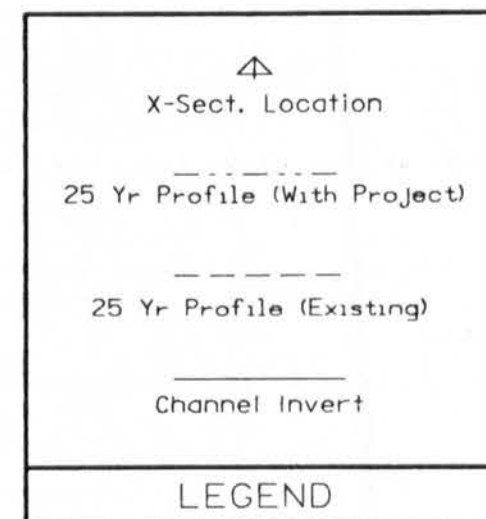 X-Sect. Location
25 Yr Profile (With Project)
25 Yr Profile (Existing)
Channel Invert
LEGEND